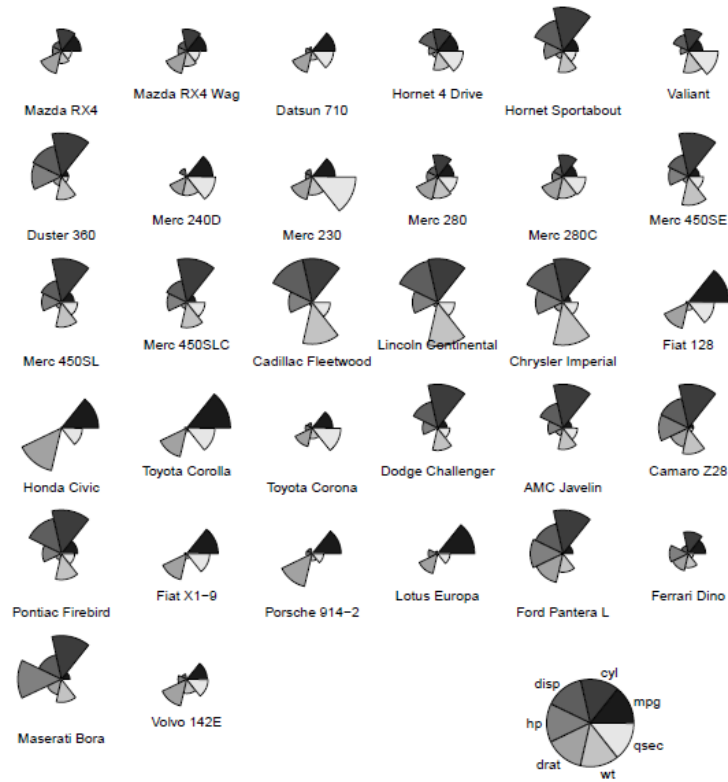 Mazda RX4
Mazda RX4 Wag
Datsun 710
Hornet 4 Drive
Hornet Sportabout
Valiant
Duster 360
Merc 240D
Merc 230
Merc 280
Merc 280C
Merc 450SE
Merc 450SL
Merc 450SLC
Cadillac Fleetwood
Lincoln Continental
Chrysler Imperial
Fiat 128
Honda Civic
Toyota Corolla
Toyota Corona
Dodge Challenger
AMC Javelin
Camaro Z28
Pontiac Firebird
Fiat X1−9
Porsche 914−2
Lotus Europa
Ford Pantera L
Ferrari Dino
Maserati Bora
Volvo 142E
cyl
disp
mpg
hp
qsec
drat
wt